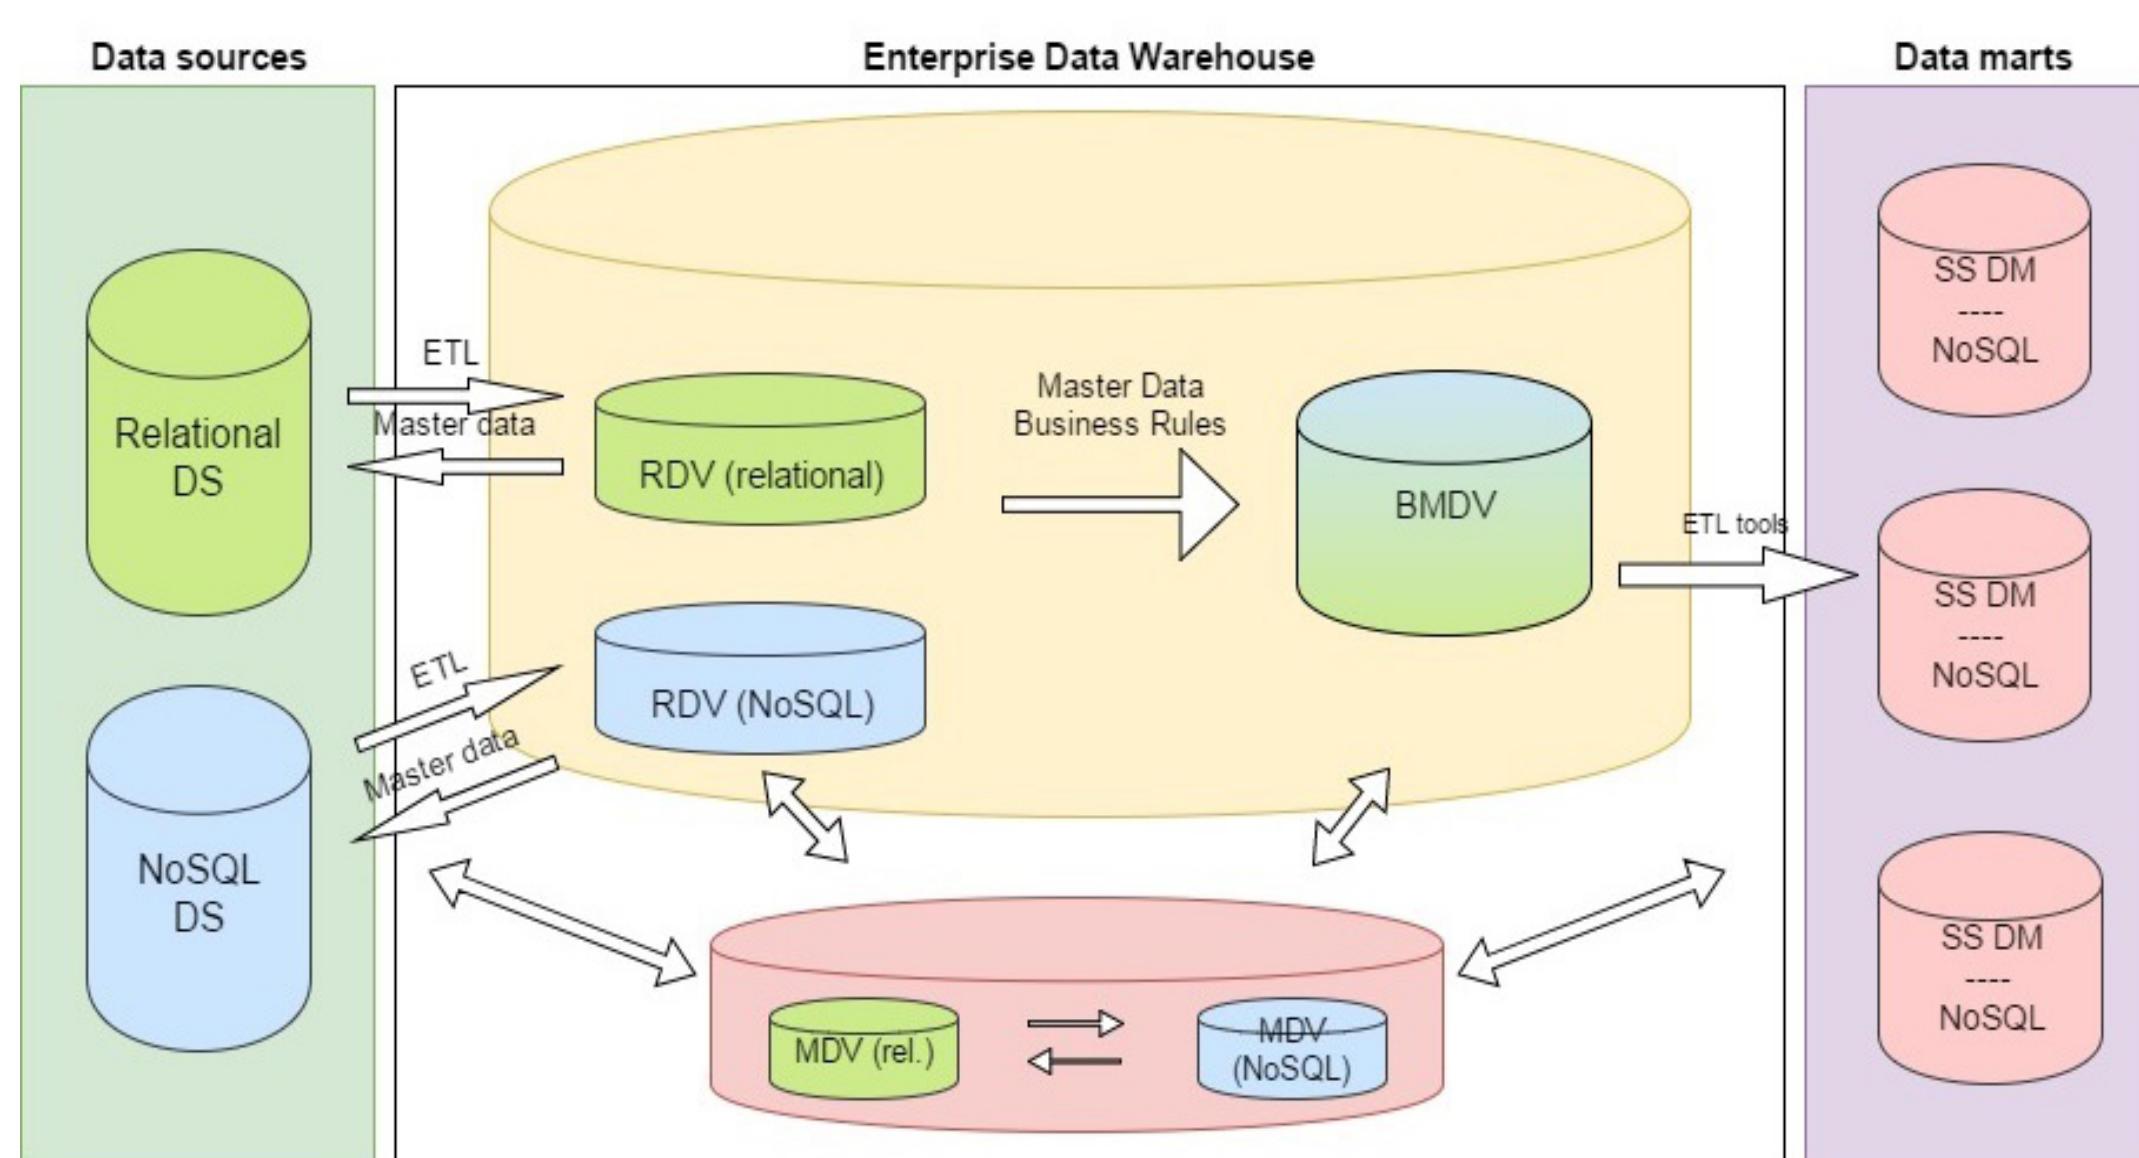 Data sources
Enterprise Data Warehouse
Data marts
Relational
DS
NoSQL
DS
ETL
Master data
ETL
Master data
RDV (relational)
RDV (NoSQL)
Master Data
Business Rules
BMDV
ETL tools
MDV (rel.)
MDV
(NoSQL)
SS DM
----
NoSQL
SS DM
----
NoSQL
SS DM
----
NoSQL